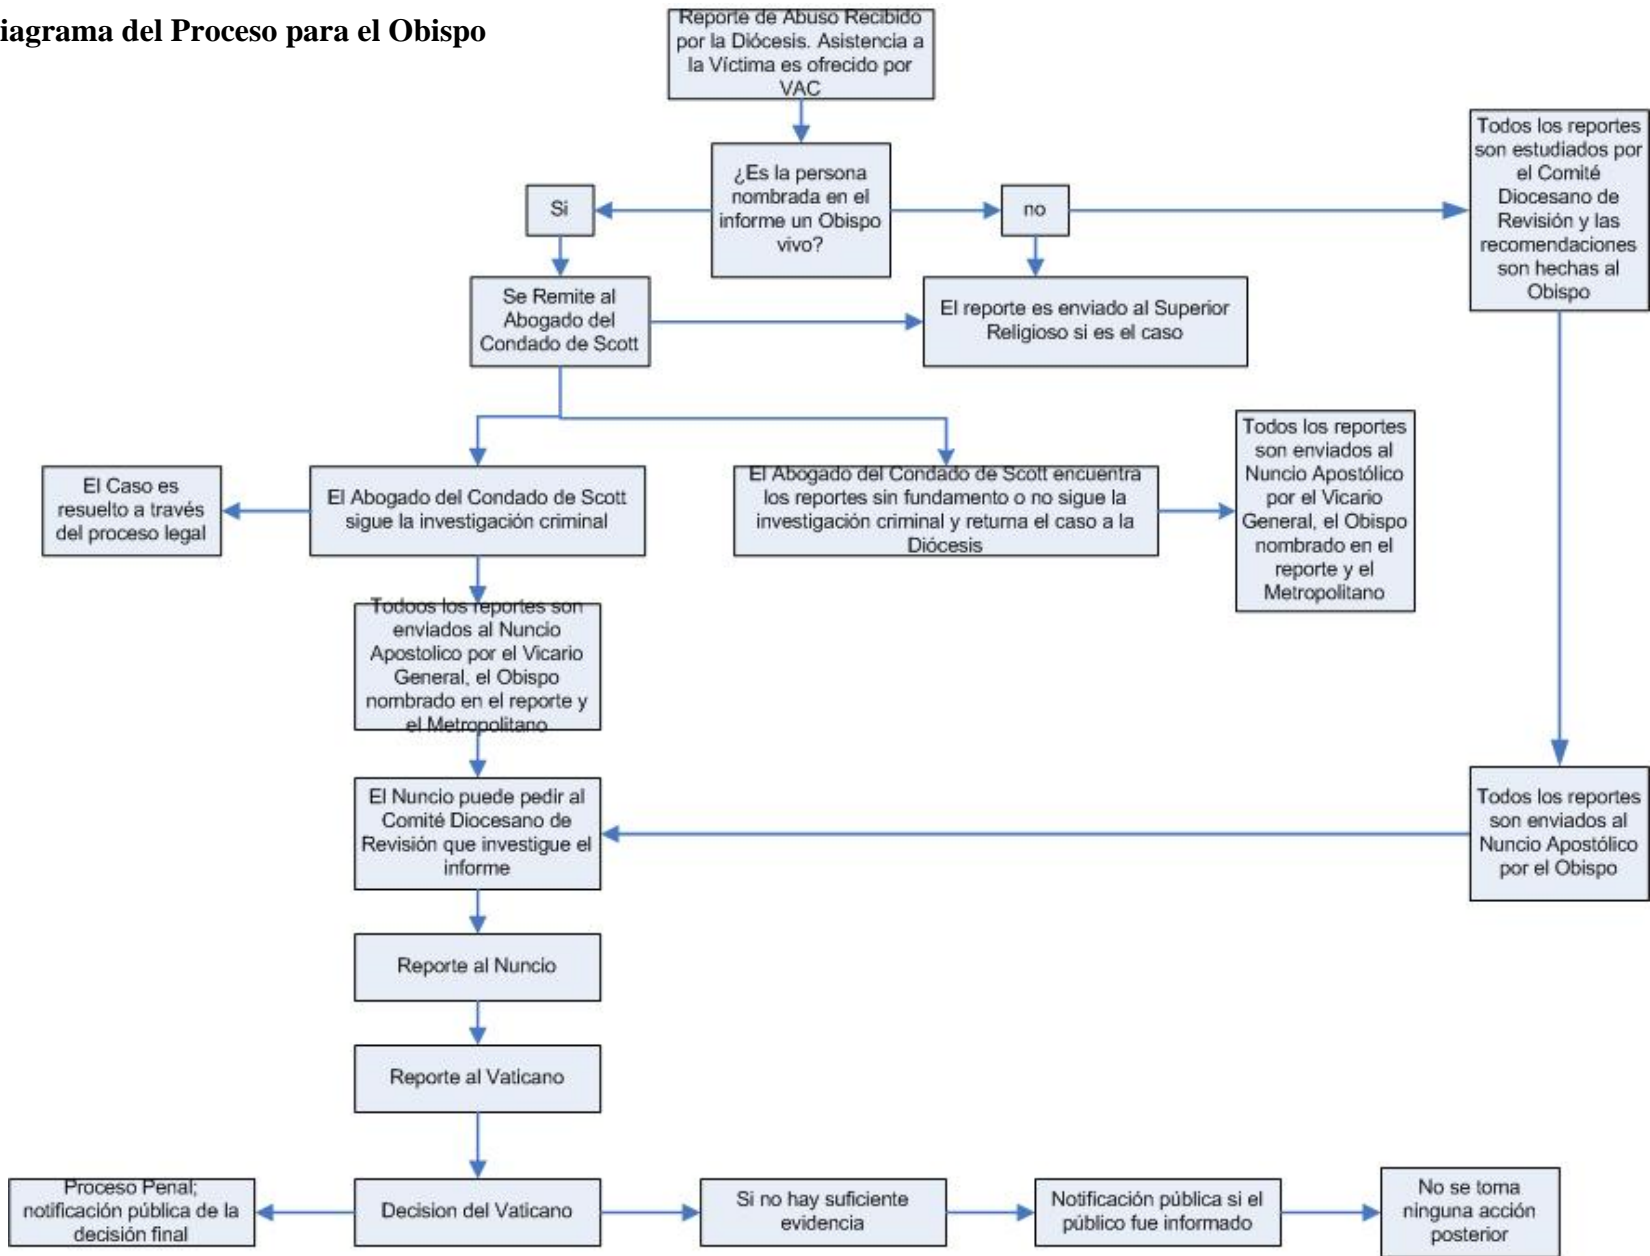 iagrama del Proceso para el Obispo
Reporte de Abuso Recibido
por la Diócesis. Asistencia a
la Víctima es ofrecido por
VAC
¿Es la persona
nombrada en el
informe un Obispo
vivo?
Si
no
Todos los reportes
son estudiados por
el Comité
Diocesano de
Revisión y las
recomendaciones
son hechas al
Obispo
Se Remite al
Abogado del
Condado de Scott
El reporte es enviado al Superior
Religioso si es el caso
El Caso es
resuelto a través
del proceso legal
El Abogado del Condado de Scott
sigue la investigación criminal
El Abogado del Condado de Scott encuentra
los reportes sin fundamento o no sigue la
investigación criminal y returna el caso a la
Diócesis
Todos los reportes
son enviados al
Nuncio Apostólico
por el Vicario
General, el Obispo
nombrado en el
reporte y el
Metropolitano
Todoos los reportes son
enviados al Nuncio
Apostolico por el Vicario
General, el Obispo
nombrado en el reporte y
el Metropolitano
El Nuncio puede pedir al
Comité Diocesano de
Revisión que investigue el
informe
Todos los reportes
son enviados al
Nuncio Apostólico
por el Obispo
Reporte al Nuncio
Reporte al Vaticano
Proceso Penal;
notificación pública de la
decisión final
Decision del Vaticano
Si no hay suficiente
evidencia
Notificación pública si el
público fue informado
No se toma
ninguna acción
posterior